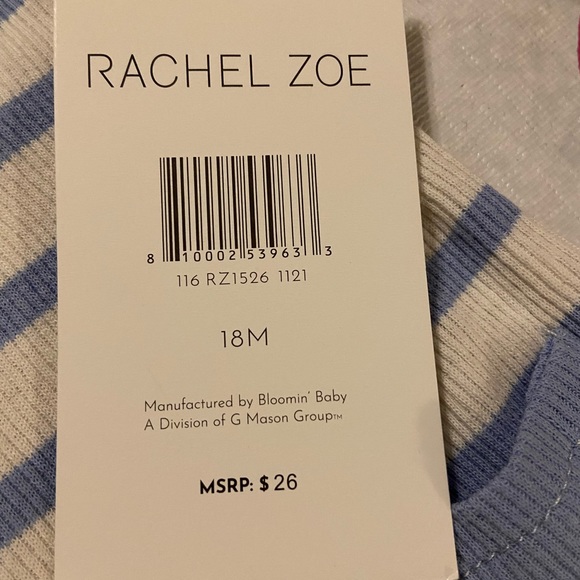 RACHEL ZOE
8 10002 53963 3
116 RZ1526 1121
18M
Manufactured by Bloomin' Baby
A Division of G Mason Group™
MSRP: $ 26